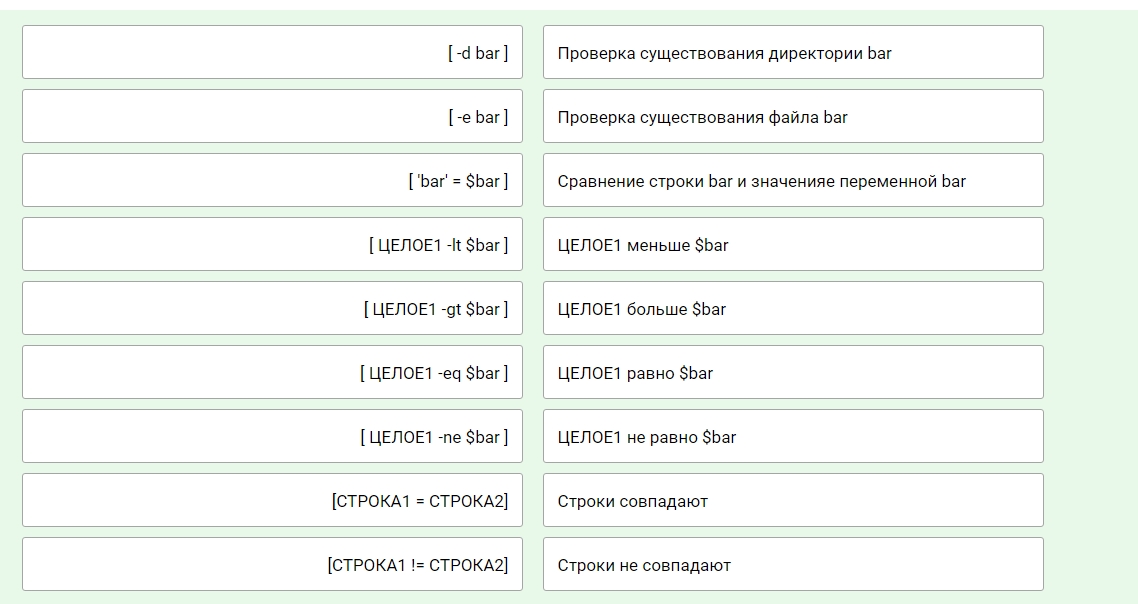 [ -d bar ] Проверка существования директории bar
[ -e bar ] Проверка существования файла bar
[ 'bar' = $bar ] Сравнение строки bar и значенияе переменной bar
[ ЦЕЛОЕ1 -lt $bar ] ЦЕЛОЕ1 меньше $bar
[ ЦЕЛОЕ1 -gt $bar ] ЦЕЛОЕ1 больше $bar
[ ЦЕЛОЕ1 -eq $bar ] ЦЕЛОЕ1 равно $bar
[ ЦЕЛОЕ1 -ne $bar ] ЦЕЛОЕ1 не равно $bar
[СТРОКА1 = СТРОКА2] Строки совпадают
[СТРОКА1 != СТРОКА2] Строки не совпадают